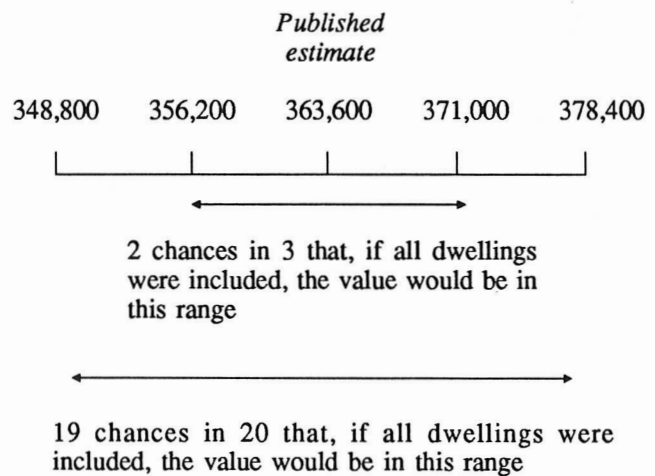 Published
estimate
348,800 356,200 363,600 371,000 378,400
2 chances in 3 that, if all dwellings
were included, the value would be in
this range
19 chances in 20 that, if all dwellings were
included, the value would be in this range